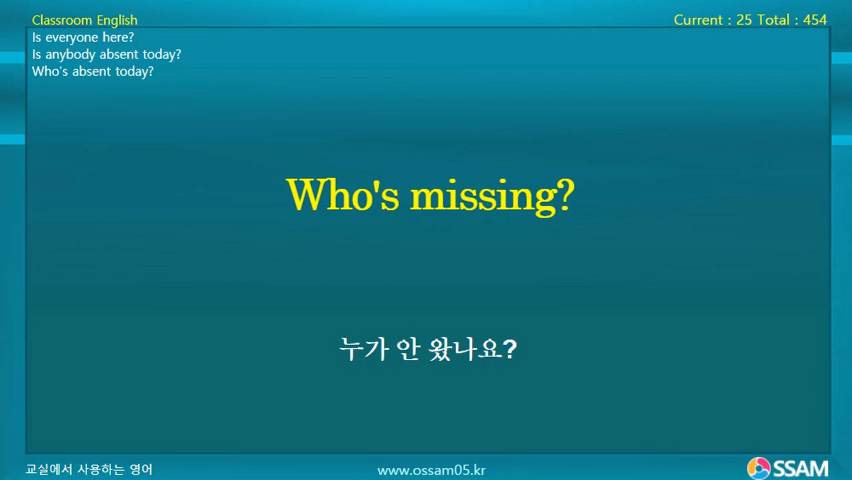 Classroom English
Current : 25 Total : 454
Is everyone here?
Is anybody absent today?
Who's absent today?
Who's missing?
누가 안 왔나요?
교실에서 사용하는 영어
www.ossam05.kr
OSSAM